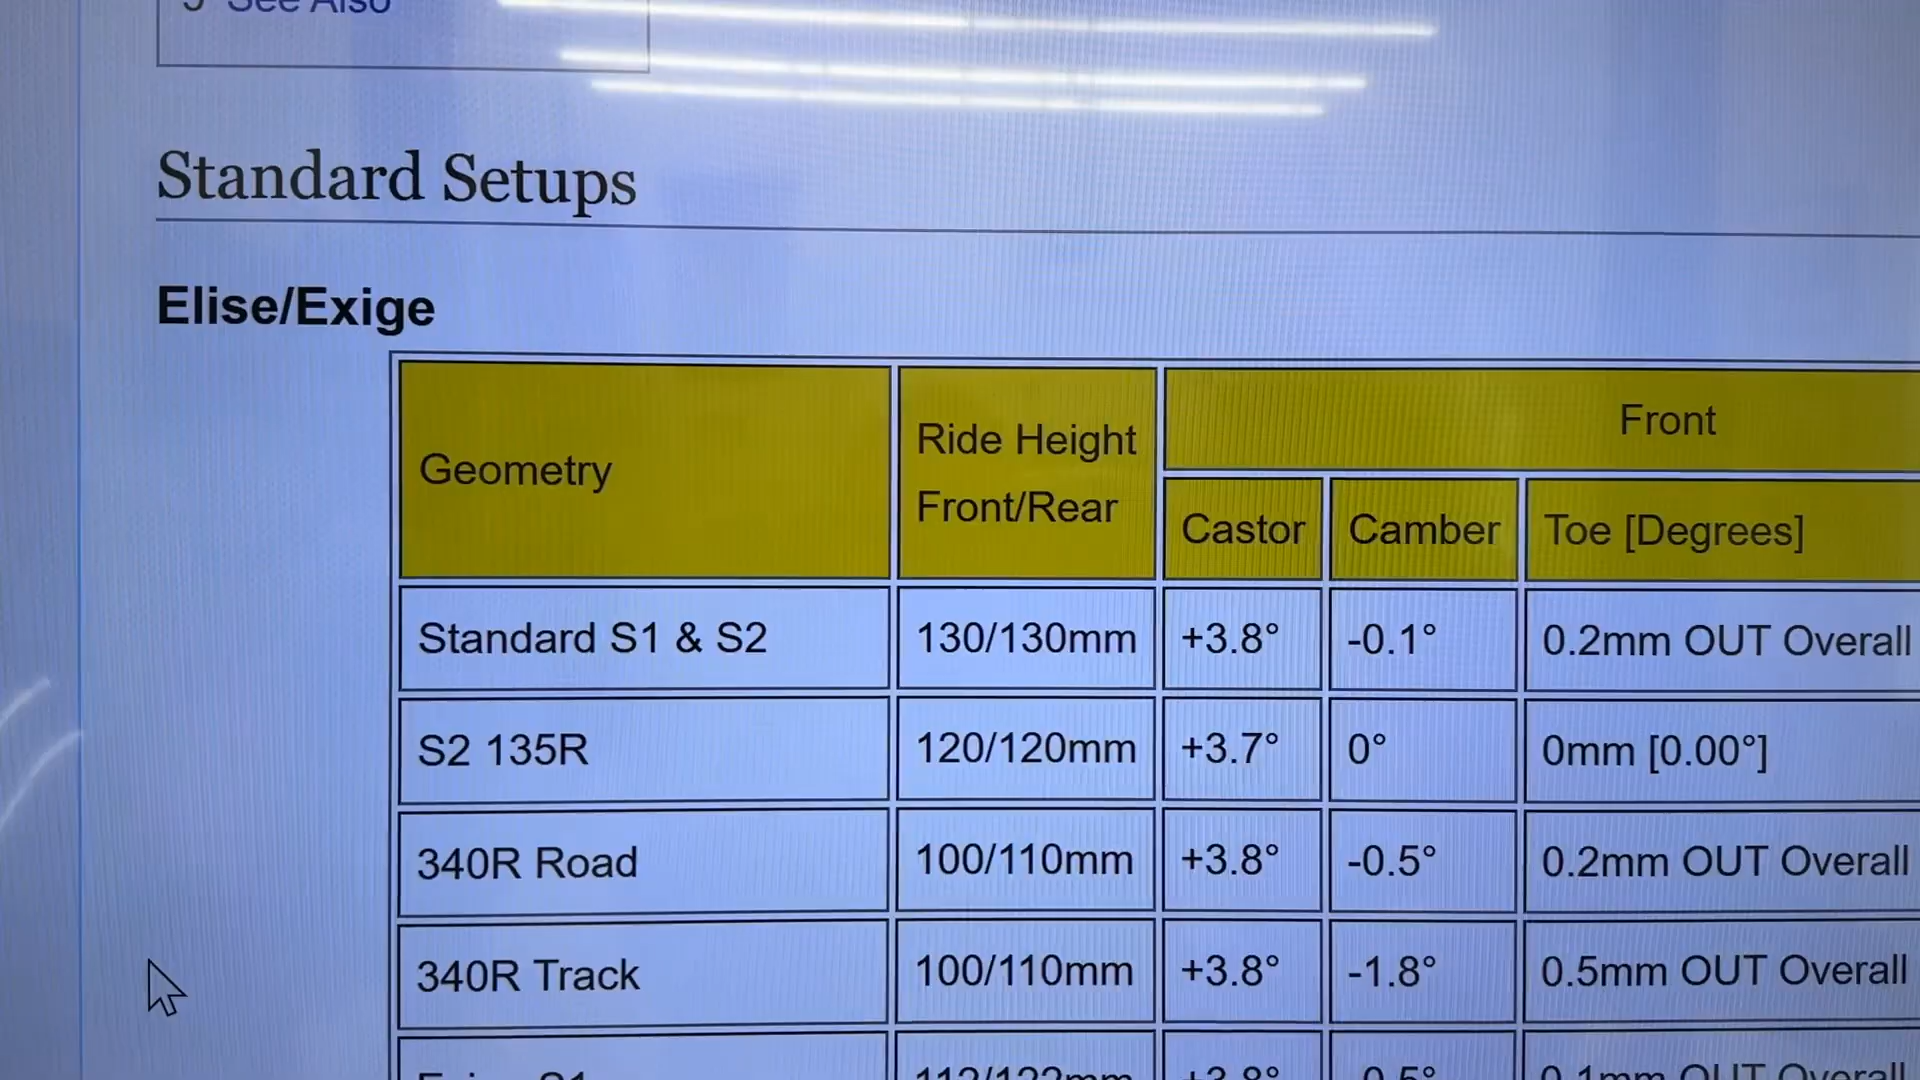 See Also
Standard Setups
Elise/Exige
Geometry
Ride Height
Front/Rear
Front
Castor
Camber
Toe [Degrees]
Standard S1 & S2
130/130mm
+3.8°
-0.1°
0.2mm OUT Overall
S2 135R
120/120mm
+3.7°
0°
0mm [0.00°]
340R Road
100/110mm
+3.8°
-0.5°
0.2mm OUT Overall
340R Track
100/110mm
+3.8°
-1.8°
0.5mm OUT Overall